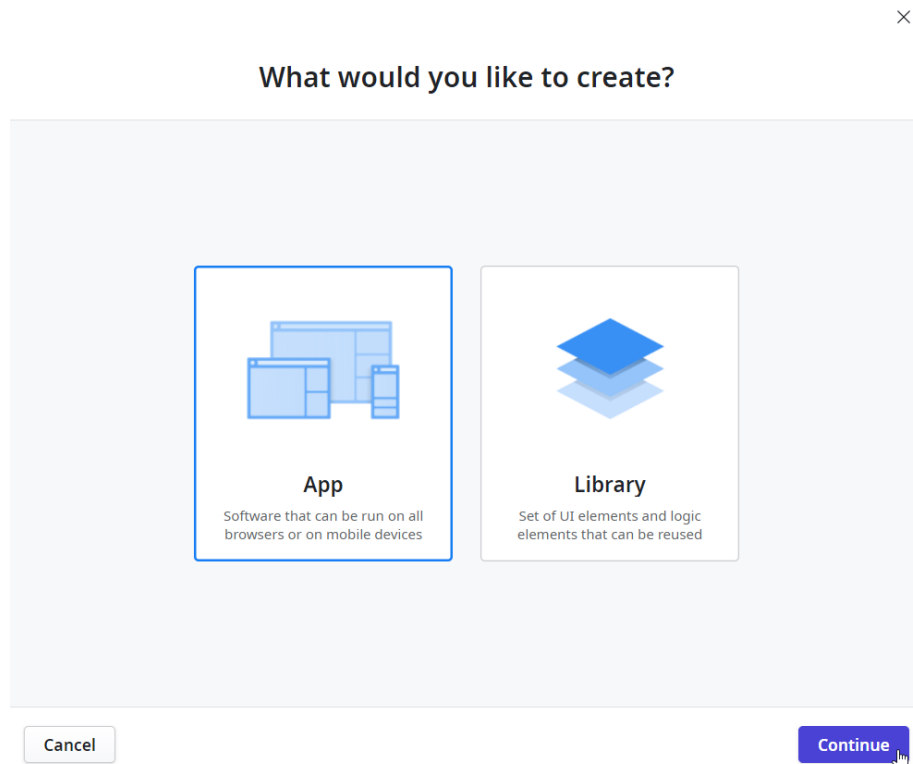 What would you like to create?
App
Software that can be run on all
browsers or on mobile devices
Library
Set of UI elements and logic
elements that can be reused
Cancel
Continue